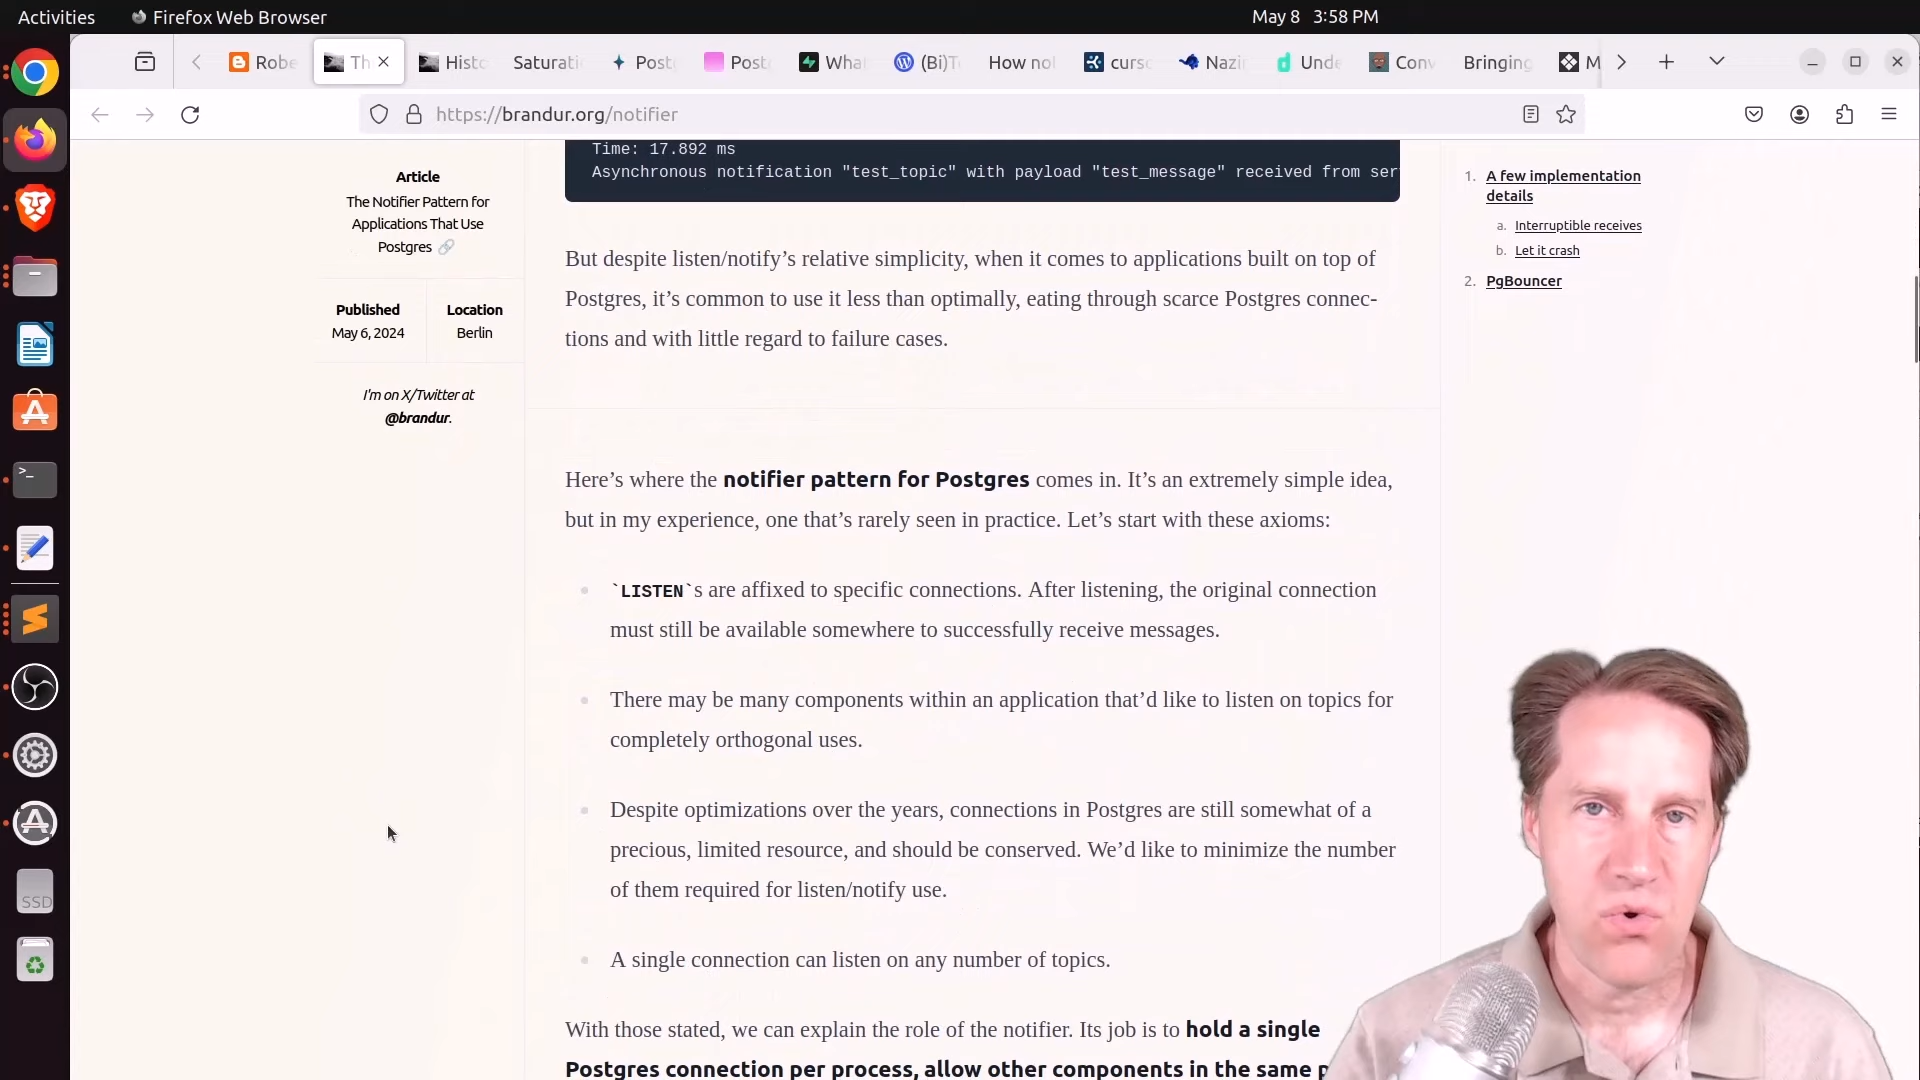 Activities
Firefox Web Browser
May 8 3:58 PM
Robe
Th
Histo
Saturati
Post
Post
What
(Bi)T
How not
curso
Nazir
Unde
Conv
Bringing
M
https://brandur.org/notifier
Time: 17.892 ms
Asynchronous notification "test_topic" with payload "test_message" received from ser
Article
The Notifier Pattern for
Applications That Use
Postgres
Published
May 6, 2024
Location
Berlin
I'm on X/Twitter at
@brandur.
But despite listen/notify’s relative simplicity, when it comes to applications built on top of
Postgres, it’s common to use it less than optimally, eating through scarce Postgres connec-
tions and with little regard to failure cases.
Here’s where the notifier pattern for Postgres comes in. It’s an extremely simple idea,
but in my experience, one that’s rarely seen in practice. Let’s start with these axioms:
`LISTEN`s are affixed to specific connections. After listening, the original connection
must still be available somewhere to successfully receive messages.
There may be many components within an application that’d like to listen on topics for
completely orthogonal uses.
Despite optimizations over the years, connections in Postgres are still somewhat of a
precious, limited resource, and should be conserved. We’d like to minimize the number
of them required for listen/notify use.
A single connection can listen on any number of topics.
With those stated, we can explain the role of the notifier. Its job is to hold a single
Postgres connection per process, allow other components in the same p
1. A few implementation
details
a. Interruptible receives
b. Let it crash
2. PgBouncer
SSD